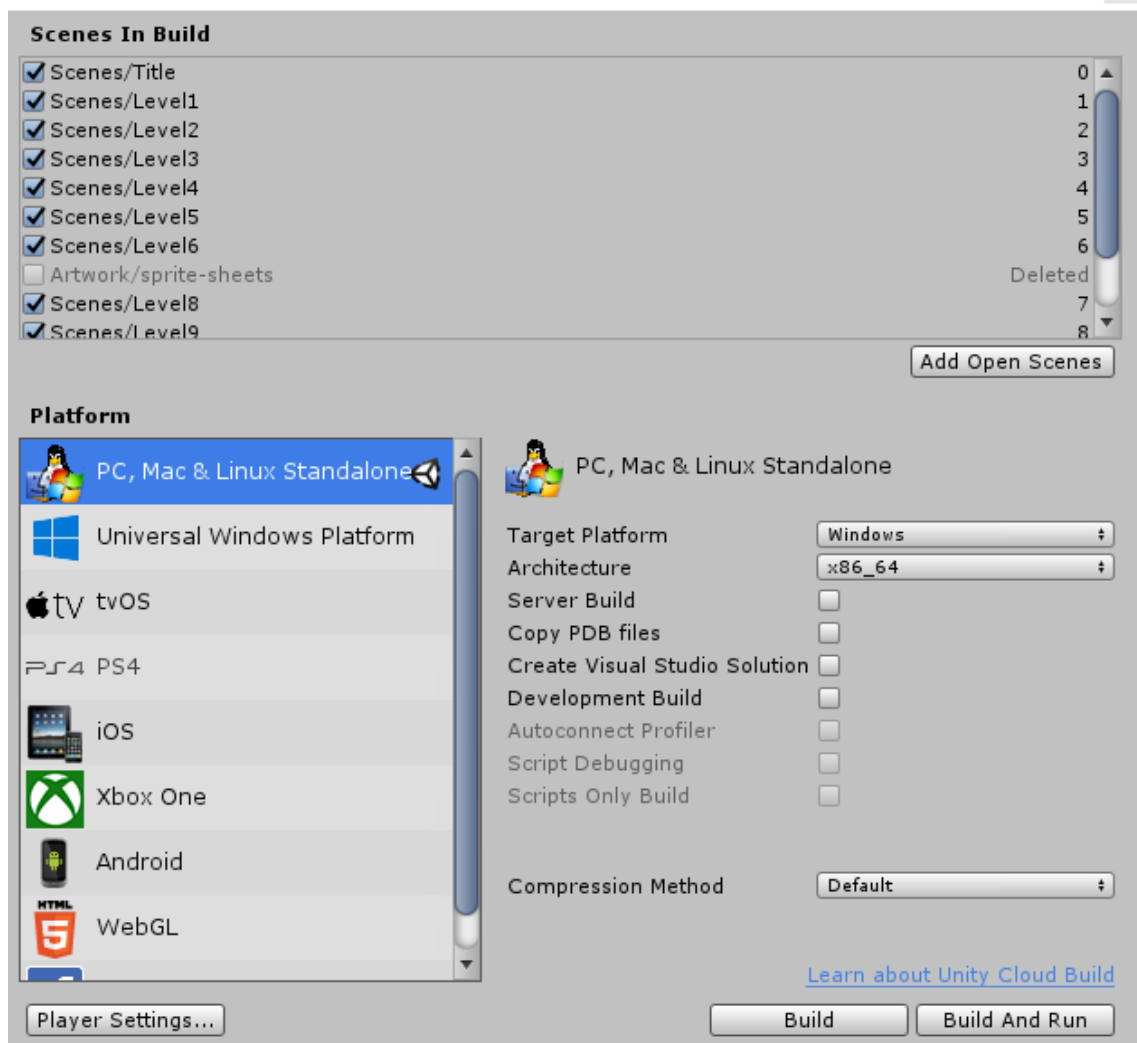 Scenes In Build
Scenes/Title 0
Scenes/Level1 1
Scenes/Level2 2
Scenes/Level3 3
Scenes/Level4 4
Scenes/Level5 5
Scenes/Level6 6
Artwork/sprite-sheets Deleted
Scenes/Level8 7
Scenes/Level9 8
Add Open Scenes
Platform
PC, Mac & Linux Standalone
Universal Windows Platform
tv tvOS
PS4 PS4
iOS
Xbox One
Android
HTML 5 WebGL
PC, Mac & Linux Standalone
Target Platform Windows
Architecture x86_64
Server Build
Copy PDB files
Create Visual Studio Solution
Development Build
Autoconnect Profiler
Script Debugging
Scripts Only Build
Compression Method Default
Learn about Unity Cloud Build
Player Settings... Build Build And Run